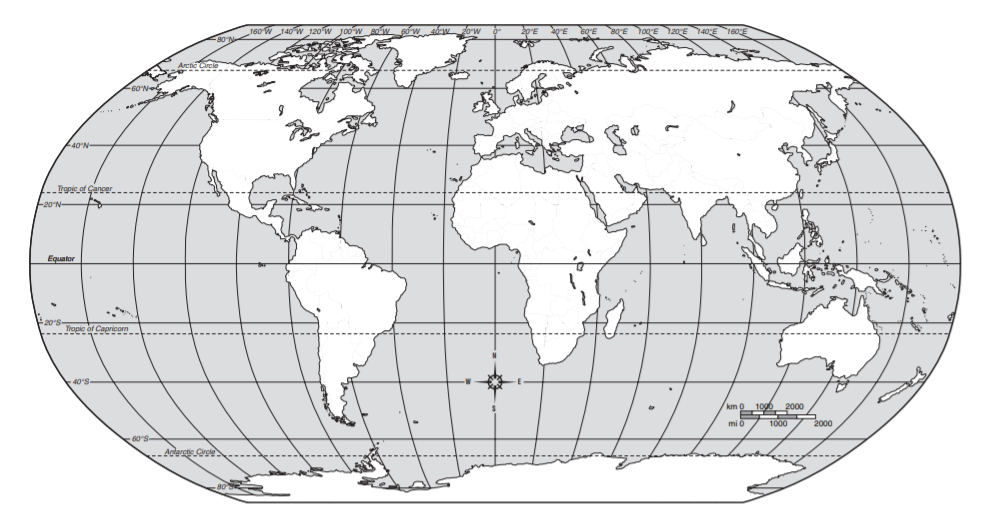 160°W 140°W 120°W 100°W 80°W 60°W 40°W 20°W 0° 20°E 40°E 60°E 80°E 100°E 120°E 140°E 160°E
80°N
Arctic Circle
60°N
40°N
Tropic of Cancer
20°N
Equator
20°S
Tropic of Capricorn
N
40°S W E
S
km 0 1000 2000
mi 0 1000 2000
60°S
Antarctic Circle
80°S